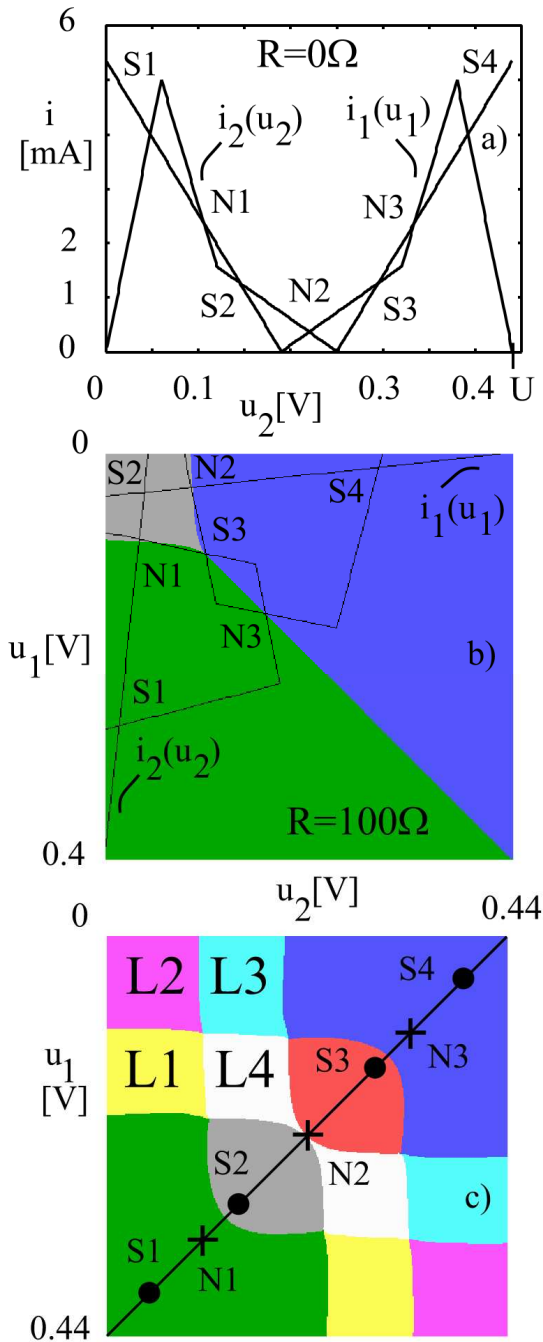 6
S1
R=0Ω
S4
i
[mA]
i2(u2)
i1(u1)
a)
N1
N3
2
1
S2
N2
S3
0
0
0.1
0.3
0.4
U
u2[V]
0
S2
N2
S4
i1(u1)
S3
N1
N3
u1[V]
b)
S1
i2(u2)
R=100Ω
0.4
u2[V]
0
2
0.44
L2
L3
S4
u1
[V]
L1
L4
S3
N3
S2
N2
c)
S1
N1
0.44